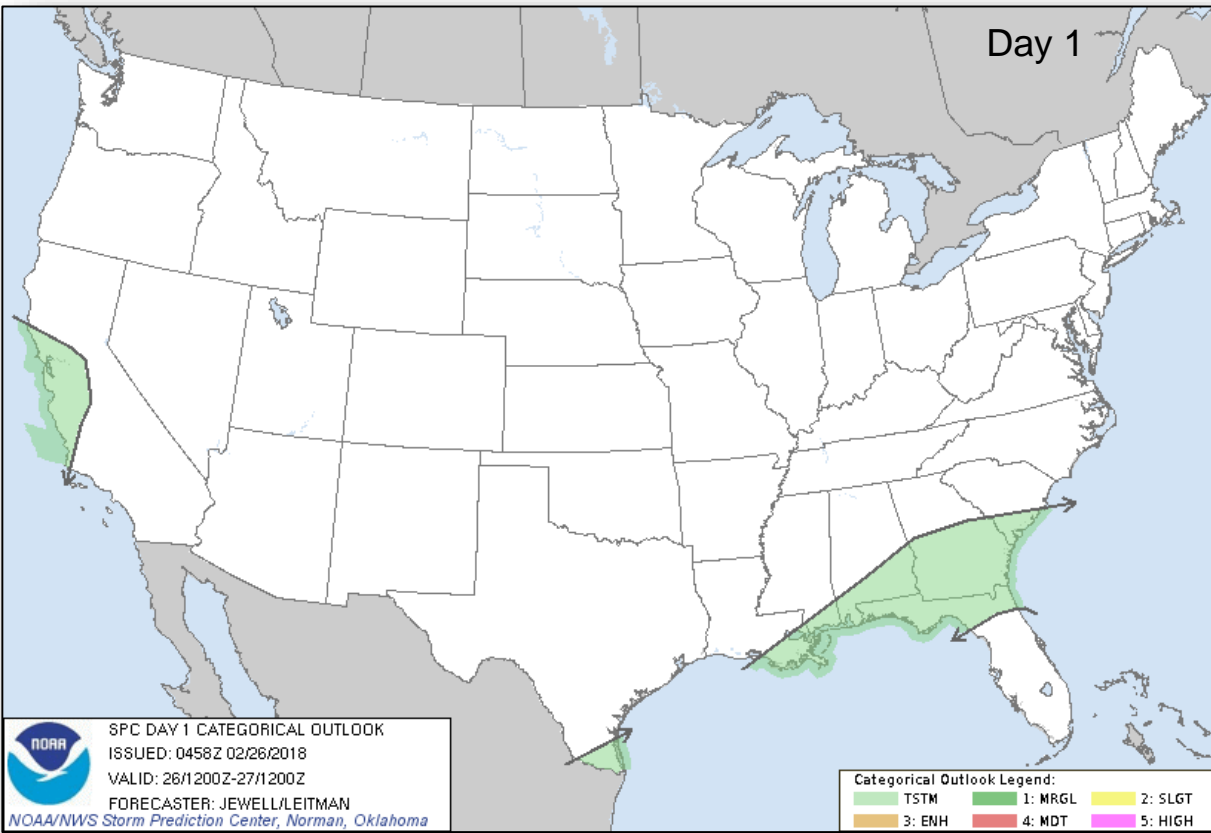 Day 1
NOAA
SPC DAY 1 CATEGORICAL OUTLOOK
ISSUED: 0458Z 02/26/2018
VALID: 26/1200Z-27/1200Z
FORECASTER: JEWELL/LEITMAN
NOAA/NWS Storm Prediction Center, Norman, Oklahoma
Categorical Outlook Legend:
TSTM 1: MRGL 2: SLGT
3: ENH 4: MDT 5: HIGH